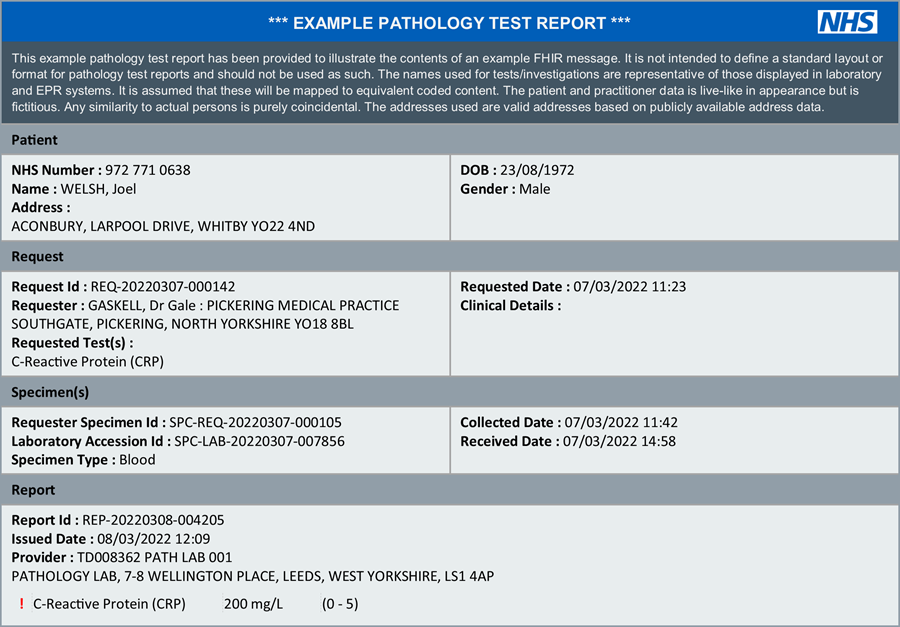 *** EXAMPLE PATHOLOGY TEST REPORT ***
NHS
This example pathology test report has been provided to illustrate the contents of an example FHIR message. It is not intended to define a standard layout or
format for pathology test reports and should not be used as such. The names used for tests/investigations are representative of those displayed in laboratory
and EPR systems. It is assumed that these will be mapped to equivalent coded content. The patient and practitioner data is live-like in appearance but is
fictitious. Any similarity to actual persons is purely coincidental. The addresses used are valid addresses based on publicly available address data.
Patient
NHS Number : 972 771 0638
Name : WELSH, Joel
Address :
ACONBURY, LARPOOL DRIVE, WHITBY YO22 4ND
DOB : 23/08/1972
Gender : Male
Request
Request Id : REQ-20220307-000142
Requester : GASKELL, Dr Gale : PICKERING MEDICAL PRACTICE
SOUTHGATE, PICKERING, NORTH YORKSHIRE YO18 8BL
Requested Test(s) :
C-Reactive Protein (CRP)
Requested Date : 07/03/2022 11:23
Clinical Details :
Specimen(s)
Requester Specimen Id : SPC-REQ-20220307-000105
Laboratory Accession Id : SPC-LAB-20220307-007856
Specimen Type : Blood
Collected Date : 07/03/2022 11:42
Received Date : 07/03/2022 14:58
Report
Report Id : REP-20220308-004205
Issued Date : 08/03/2022 12:09
Provider : TD008362 PATH LAB 001
PATHOLOGY LAB, 7-8 WELLINGTON PLACE, LEEDS, WEST YORKSHIRE, LS1 4AP
! C-Reactive Protein (CRP) 200 mg/L (0 - 5)